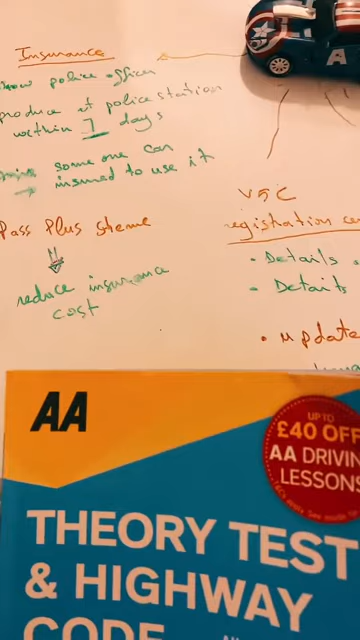 Insurance
show police officer
produce at police station
within 7 days
some one can
insured to use it
Pass Plus sheme
reduce insurance
cost
V5C
registration ce
• Details
• Details
• update
AA
UP TO
£40 OFF
AA DRIVIN
LESSONS
THEORY TEST
& HIGHWAY
CODE